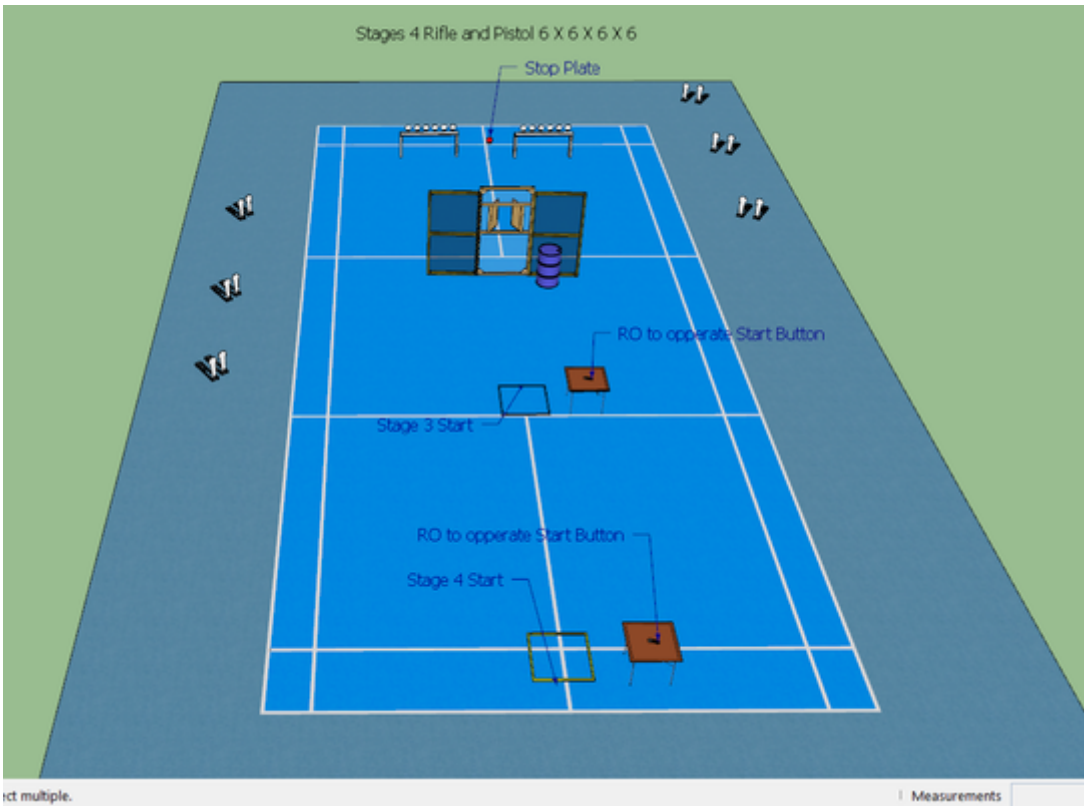 Stages 4 Rifle and Pistol 6 X 6 X 6 X 6
Stop Plate
RO to opperate Start Button
Stage 3 Start
RO to opperate Start Button
Stage 4 Start
ect multiple.
Measurements